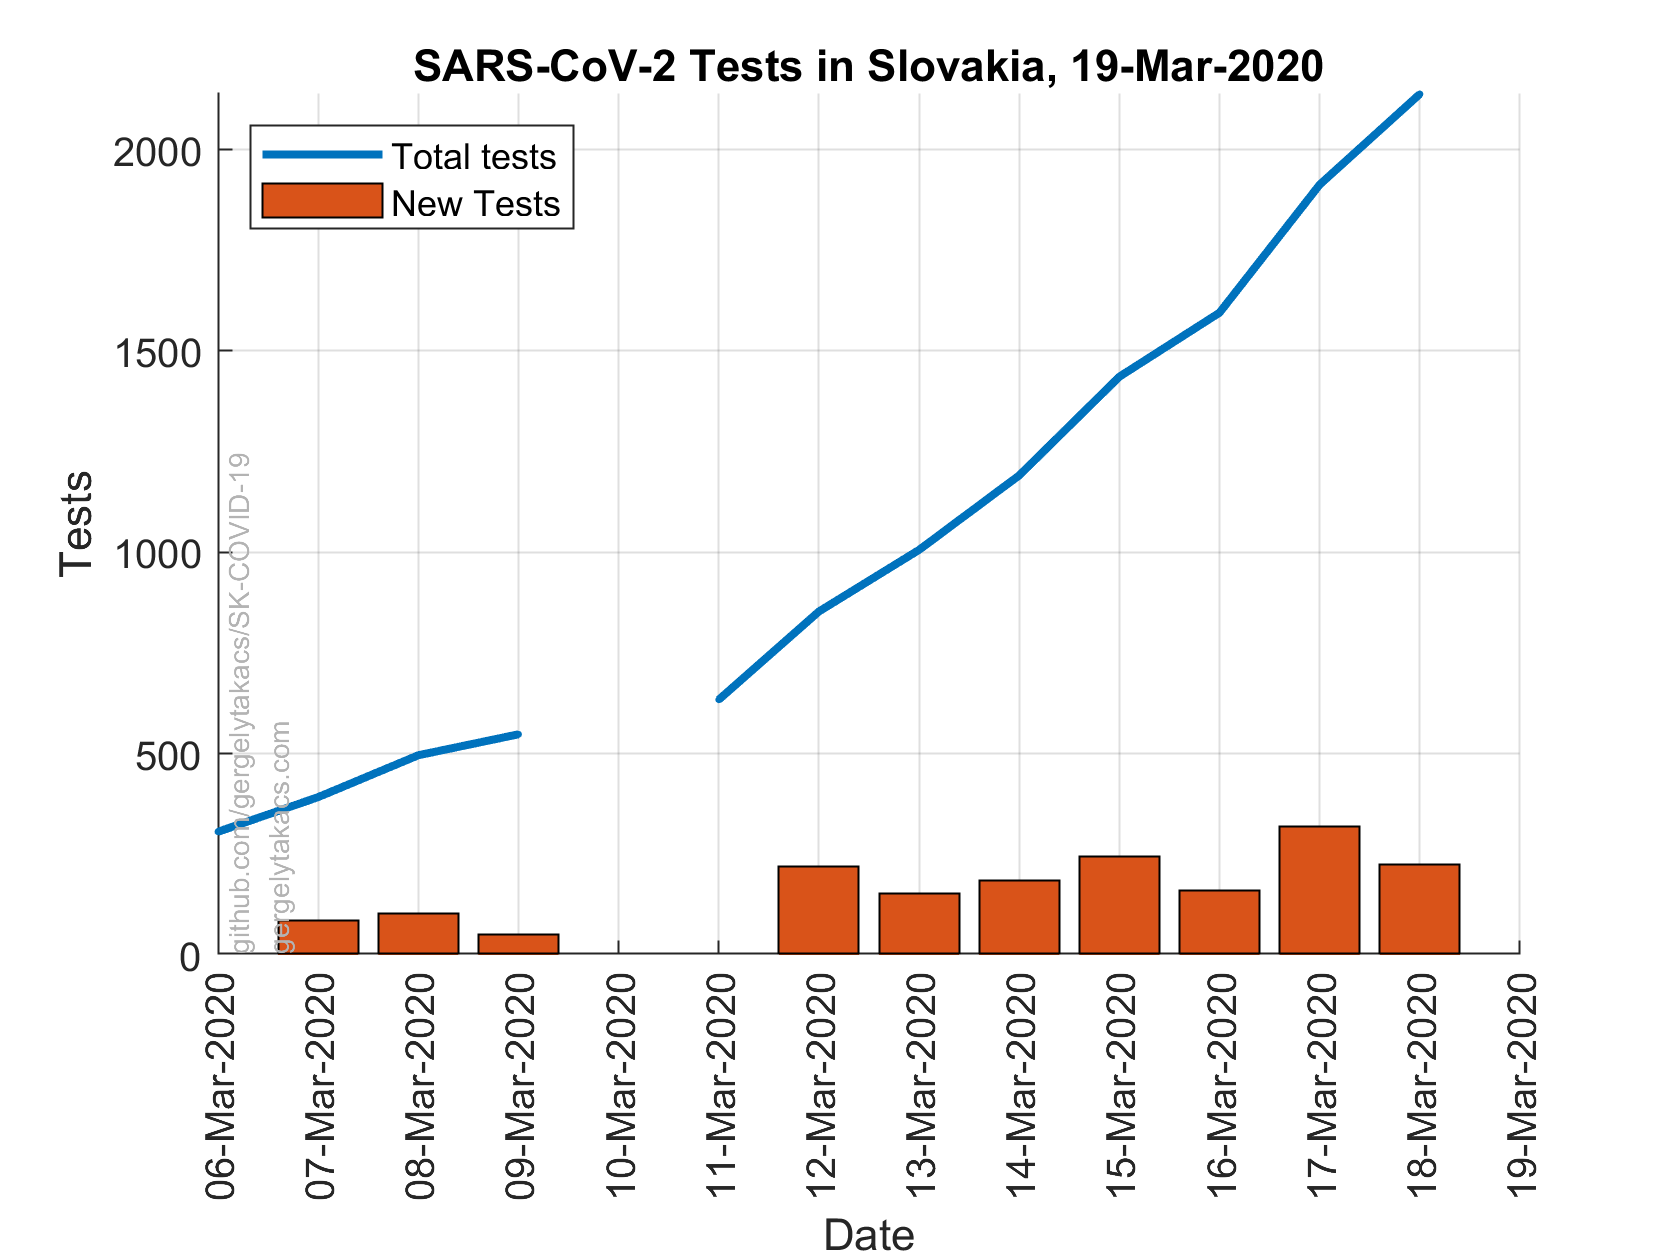 SARS-CoV-2 Tests in Slovakia, 19-Mar-2020
Total tests
New Tests
2000
1500
1000
500
0
Tests
github.com/gergelytakacs/SK-COVID-19
gergelytakacs.com
06-Mar-2020
07-Mar-2020
08-Mar-2020
09-Mar-2020
10-Mar-2020
11-Mar-2020
12-Mar-2020
13-Mar-2020
14-Mar-2020
15-Mar-2020
16-Mar-2020
17-Mar-2020
18-Mar-2020
19-Mar-2020
Date